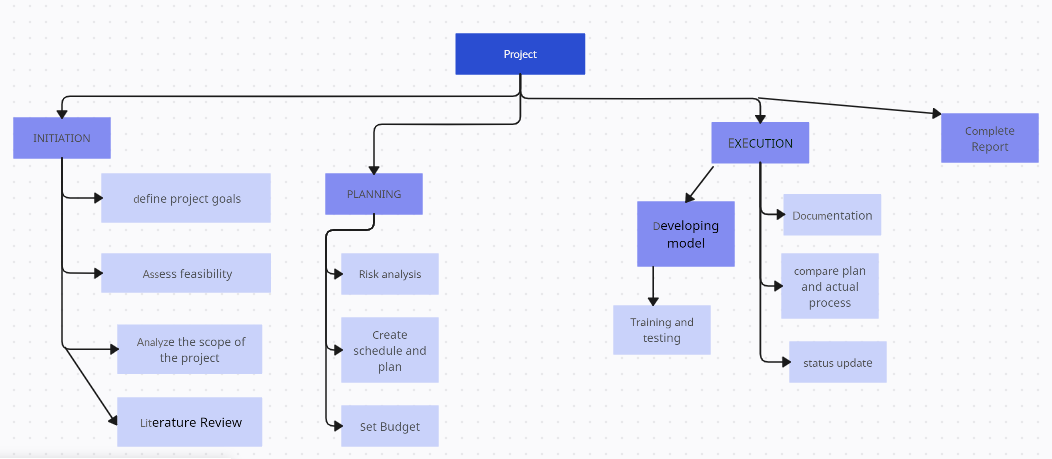 Project
INITIATION
define project goals
Assess feasibility
Analyze the scope of
the project
Literature Review
PLANNING
Risk analysis
Create
schedule and
plan
Set Budget
EXECUTION
Developing
model
Training and
testing
Documentation
compare plan
and actual
process
status update
Complete
Report